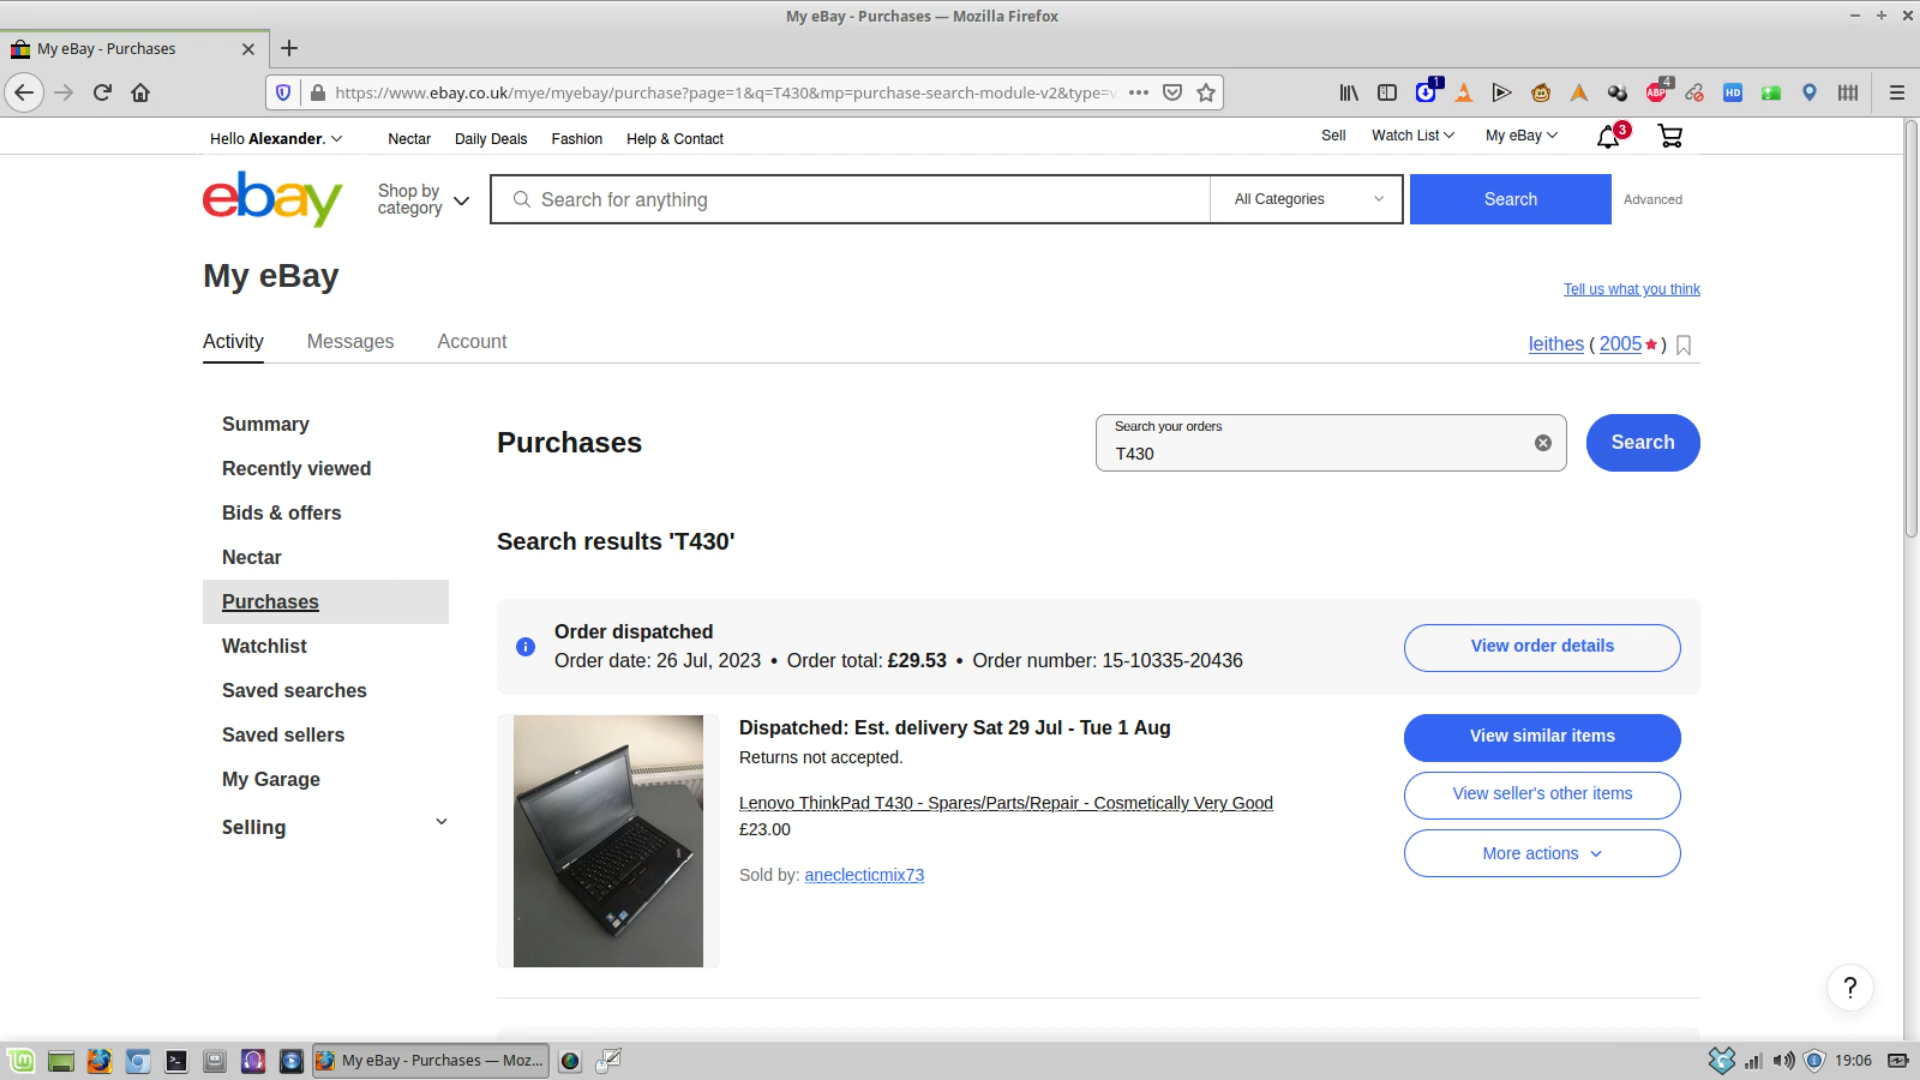 My eBay - Purchases — Mozilla Firefox
My eBay - Purchases
https://www.ebay.co.uk/mye/myebay/purchase?page=1&q=T430&mp=purchase-search-module-v2&type=v
1
ABP
4
HD
Hello Alexander.
Nectar
Daily Deals
Fashion
Help & Contact
Sell
Watch List
My eBay
3
ebay
Shop by
category
Search for anything
All Categories
Search
Advanced
My eBay
Tell us what you think
Activity
Messages
Account
leithes ( 2005 )
Summary
Recently viewed
Bids & offers
Nectar
Purchases
Watchlist
Saved searches
Saved sellers
My Garage
Selling
Purchases
Search your orders
T430
Search
Search results 'T430'
Order dispatched
Order date: 26 Jul, 2023 • Order total: £29.53 • Order number: 15-10335-20436
View order details
Dispatched: Est. delivery Sat 29 Jul - Tue 1 Aug
Returns not accepted.
Lenovo ThinkPad T430 - Spares/Parts/Repair - Cosmetically Very Good
£23.00
Sold by: aneclecticmix73
View similar items
View seller's other items
More actions
?
My eBay - Purchases — Moz...
19:06